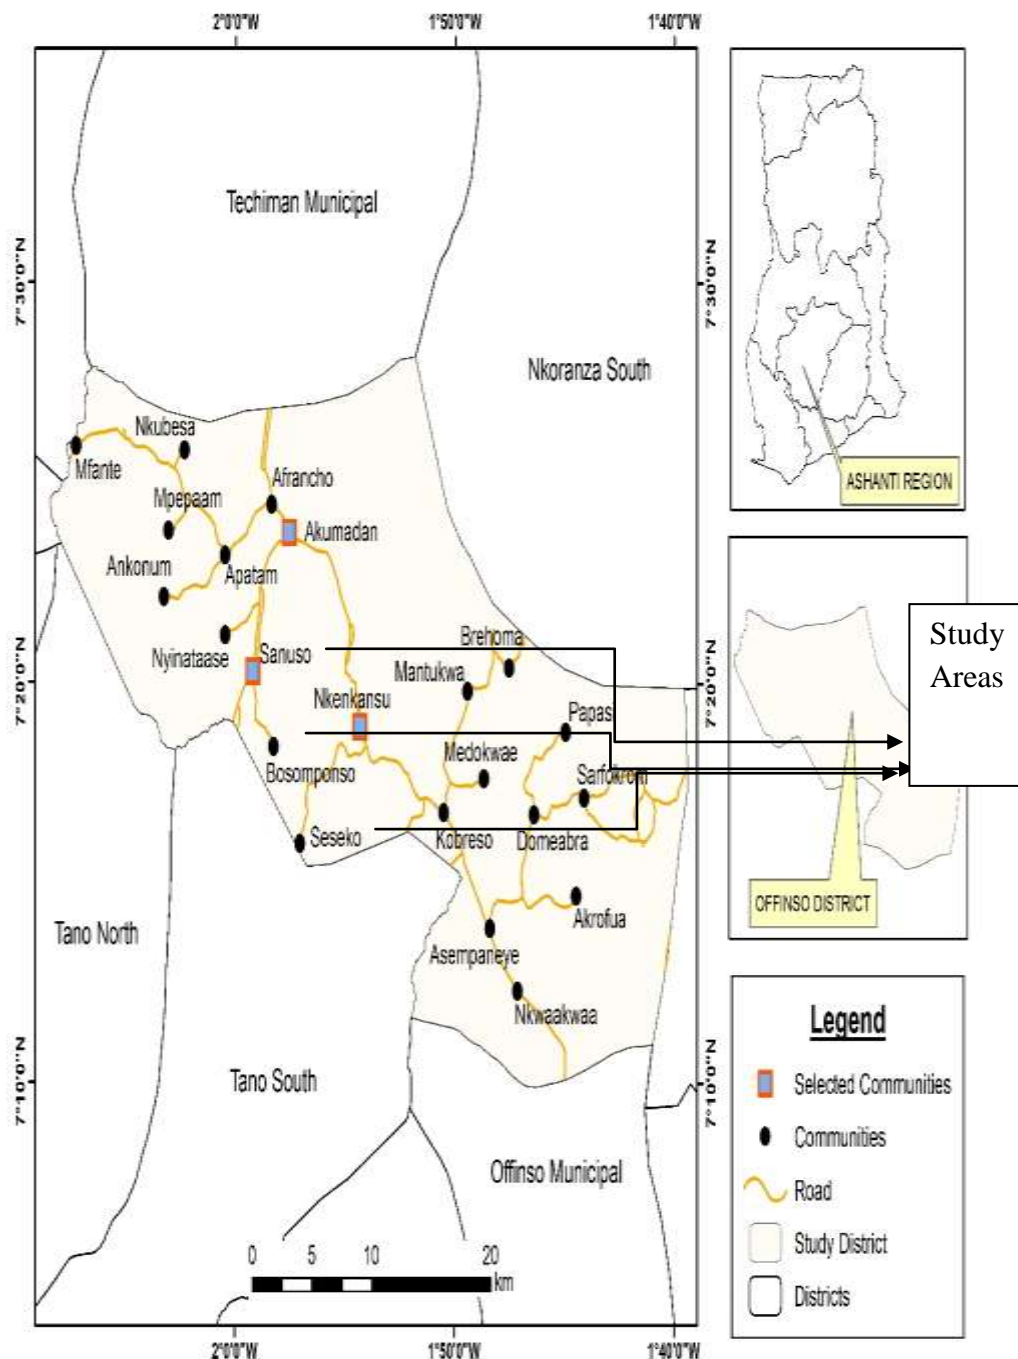 2°0'0"W
1°50'0"W
1°40'0"W
7°30'0"N
7°30'0"N
Techiman Municipal
Nkoranza South
ASHANTI REGION
Nkubesa
Mfante
Afrancho
Mpepaam
Akumadan
Ankonum
Apatam
Nyinataase
Sanuso
Brehoma
Mantukwa
7°20'0"N
7°20'0"N
Study
Areas
Nkenkansu
Papas
Medokwae
Bosomponso
Sarfokrom
Seseko
Kobreso
Domeabra
OFFINSO DISTRICT
Akrofua
Tano North
Asempaneye
Nkwaakwaa
Legend
Selected Communities
Communities
Road
Study District
Districts
7°10'0"N
7°10'0"N
Tano South
Offinso Municipal
0 5 10 20
km
2°0'0"W
1°50'0"W
1°40'0"W